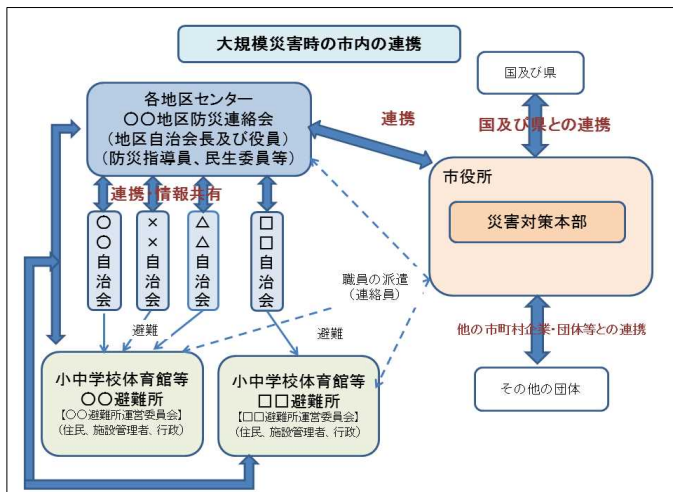 大規模災害時の市内の連携
国及び県
国及び県との連携
各地区センター
〇〇地区防災連絡会
(地区自治会長及び役員)
(防災指導員、民生委員等)
連携
市役所
災害対策本部
連携・情報共有
〇〇自治会
××自治会
△△自治会
□□自治会
職員の派遣
(連絡員)
避難
避難
他の市町村企業・団体等との連携
その他の団体
小中学校体育館等
〇〇避難所
【〇〇避難所運営委員会】
(住民、施設管理者、行政)
小中学校体育館等
□□避難所
【□□避難所運営委員会】
(住民、施設管理者、行政)